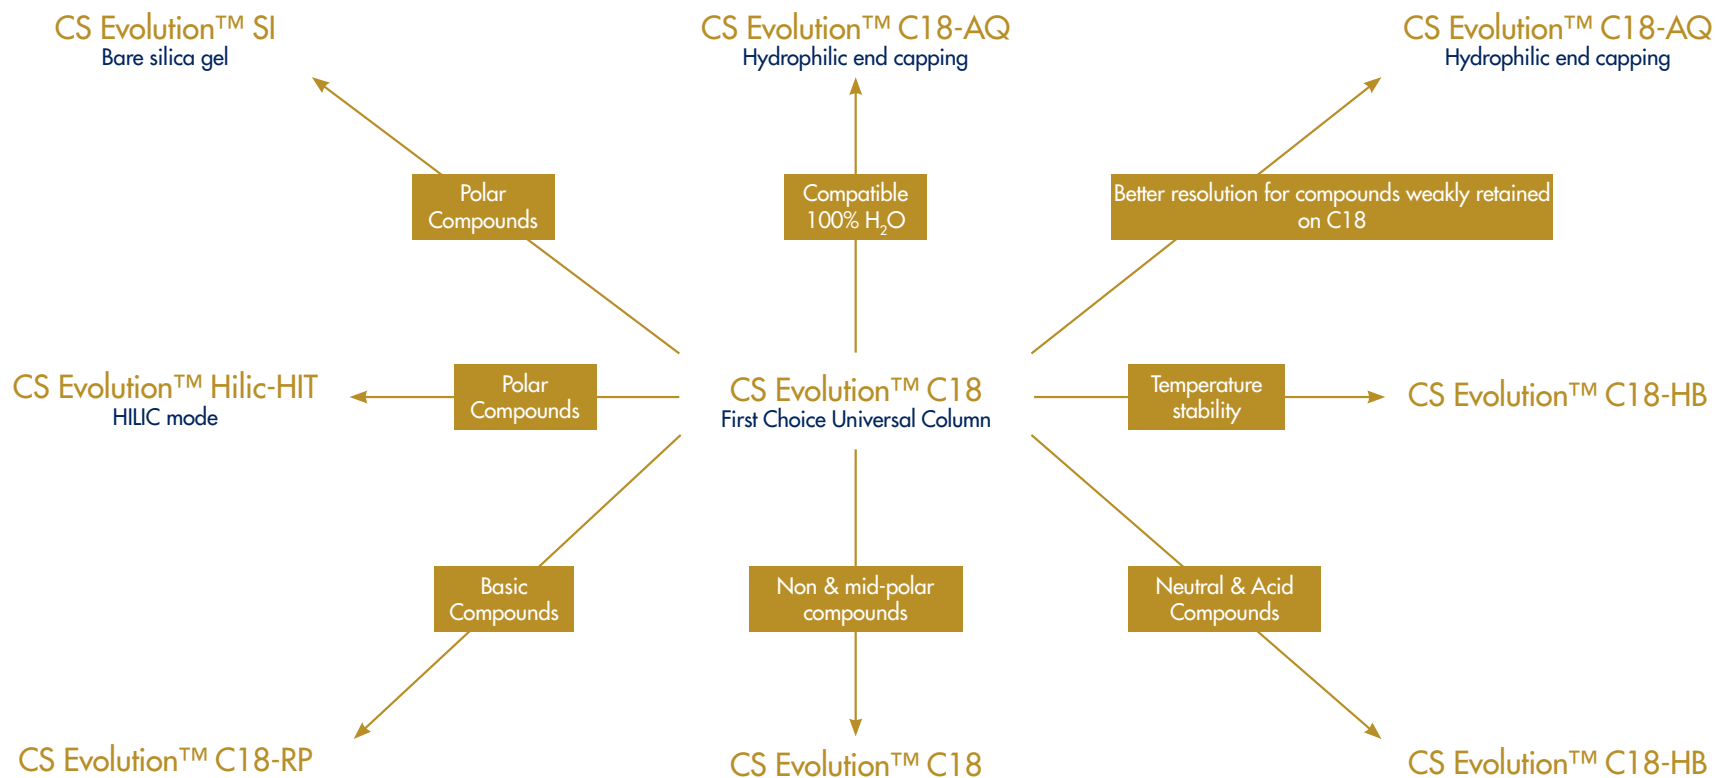 CS Evolution™ SI
Bare silica gel
CS Evolution™ C18-AQ
Hydrophilic end capping
CS Evolution™ C18-AQ
Hydrophilic end capping
Polar
Compounds
Compatible
100% H₂O
Better resolution for compounds weakly retained
on C18
CS Evolution™ Hilic-HIT
HILIC mode
Polar
Compounds
CS Evolution™ C18
First Choice Universal Column
Temperature
stability
CS Evolution™ C18-HB
Basic
Compounds
Non & mid-polar
compounds
Neutral & Acid
Compounds
CS Evolution™ C18-RP
CS Evolution™ C18
CS Evolution™ C18-HB